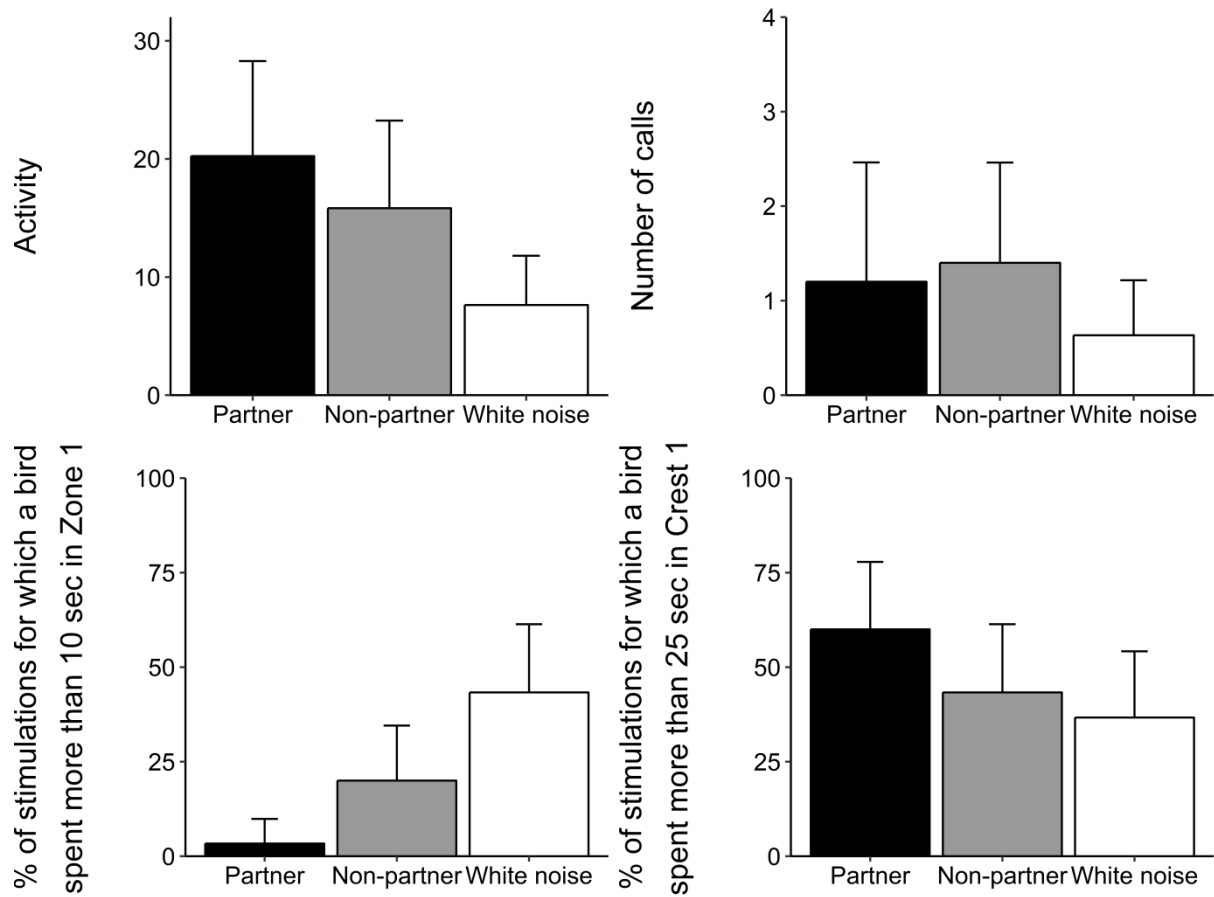 Activity
30
20
10
0
Partner Non-partner White noise
Number of calls
4
3
2
1
0
Partner Non-partner White noise
% of stimulations for which a bird
spent more than 10 sec in Zone 1
100
75
50
25
0
Partner Non-partner White noise
% of stimulations for which a bird
spent more than 25 sec in Crest 1
100
75
50
25
0
Partner Non-partner White noise